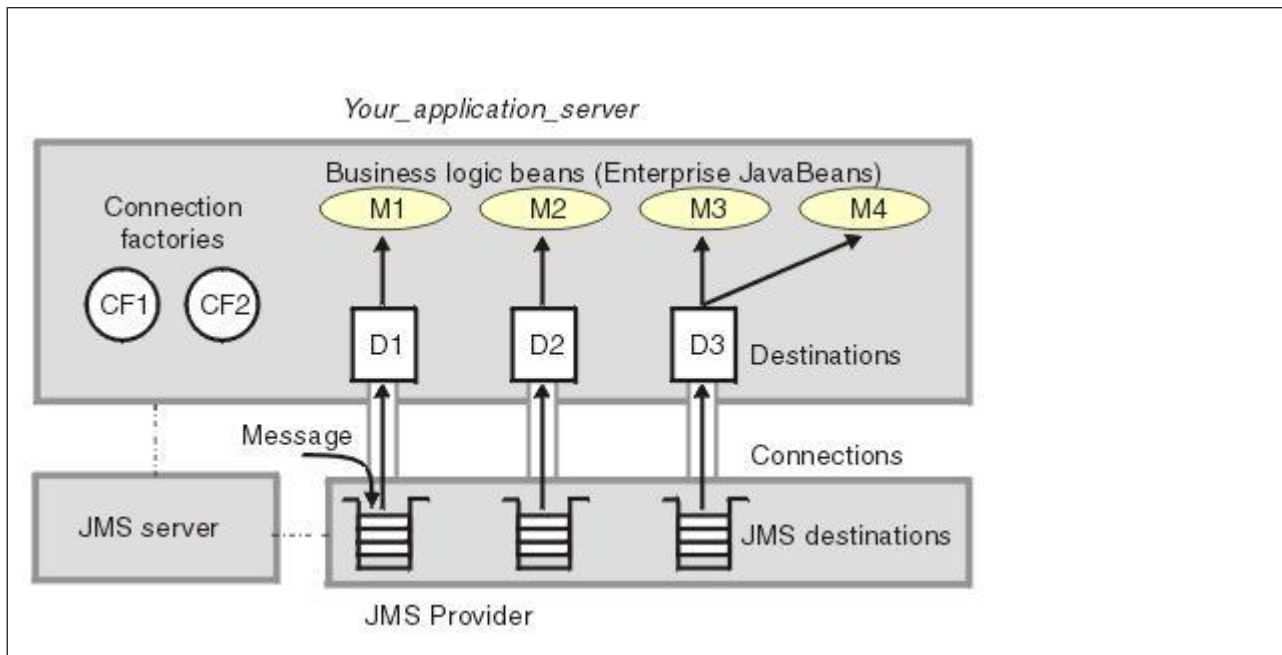 Your_application_server
Business logic beans (Enterprise JavaBeans)
Connection
factories
M1
M2
M3
M4
CF1
CF2
D1
D2
D3
Destinations
Message
Connections
JMS server
JMS destinations
JMS Provider